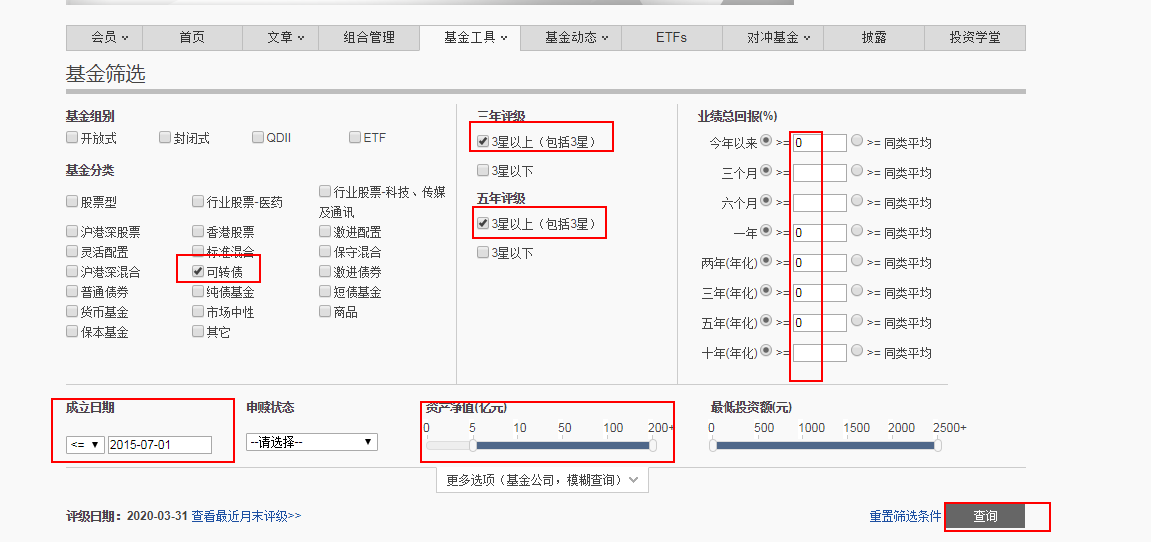 会员 首页 文章 组合管理 基金工具 基金动态 ETFs 对冲基金 披露 投资学堂
基金筛选
基金组别
开放式 封闭式 QDII ETF
基金分类
股票型 行业股票-医药 行业股票-科技、传媒
及通讯
沪港深股票 香港股票 激进配置
灵活配置 标准混合 保守混合
沪港深混合 可转债 激进债券
普通债券 纯债基金 短债基金
货币基金 市场中性 商品
保本基金 其它
三年评级
3星以上（包括3星）
3星以下
五年评级
3星以上（包括3星）
3星以下
业绩总回报(%)
今年以来 >= 0 >= 同类平均
三个月 >= >= 同类平均
六个月 >= >= 同类平均
一年 >= 0 >= 同类平均
两年(年化) >= 0 >= 同类平均
三年(年化) >= 0 >= 同类平均
五年(年化) >= 0 >= 同类平均
十年(年化) >= >= 同类平均
成立日期
<= 2015-07-01
申赎状态
--请选择--
资产净值(亿元)
0 5 10 50 100 200+
最低投资额(元)
0 500 1000 1500 2000 2500+
更多选项（基金公司，模糊查询）
评级日期：2020-03-31 查看最近月末评级>>
重置筛选条件 查询